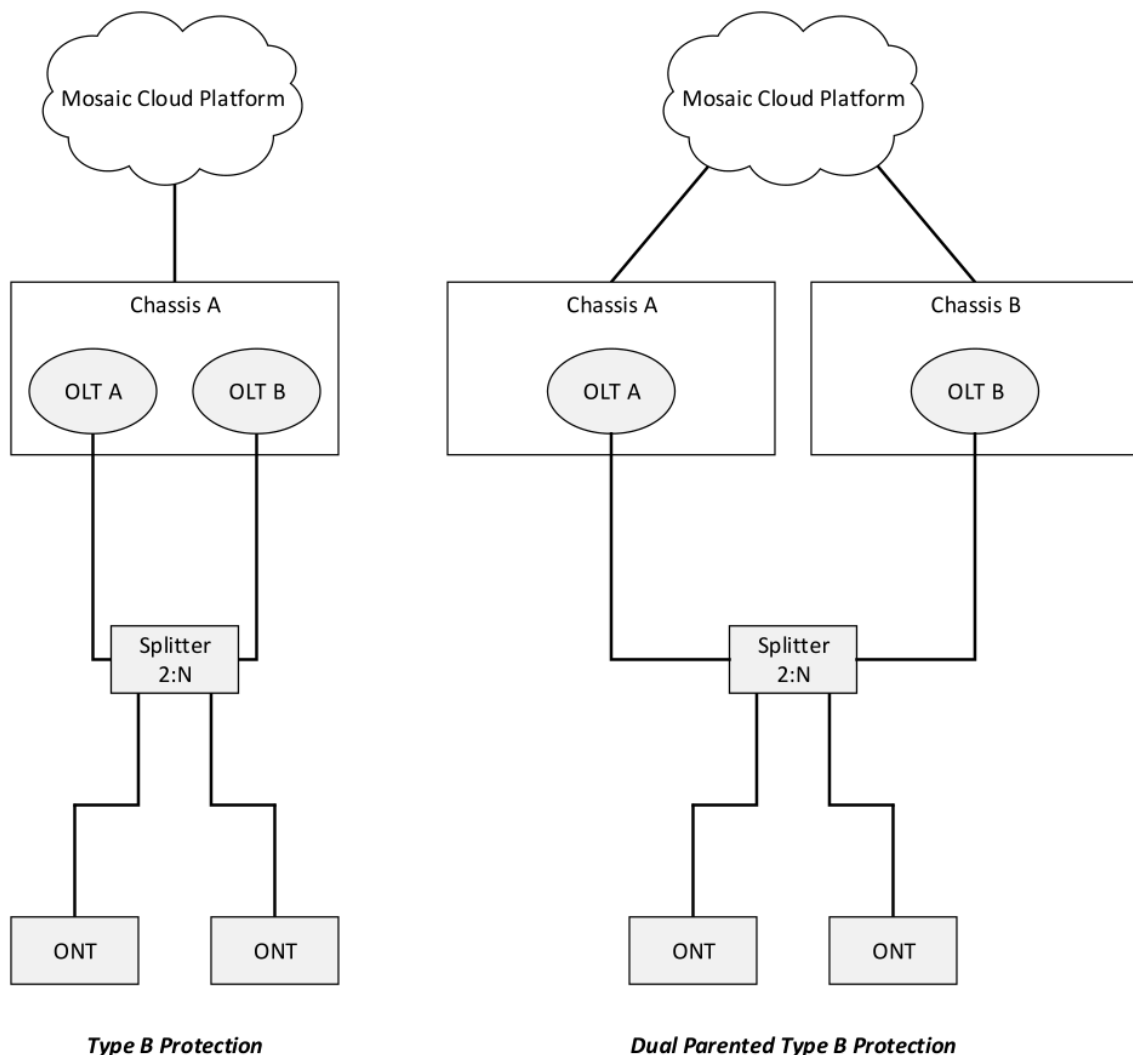 Mosaic Cloud Platform
Chassis A
OLT A
OLT B
Splitter
2:N
ONT
ONT
Type B Protection
Mosaic Cloud Platform
Chassis A
Chassis B
OLT A
OLT B
Splitter
2:N
ONT
ONT
Dual Parented Type B Protection